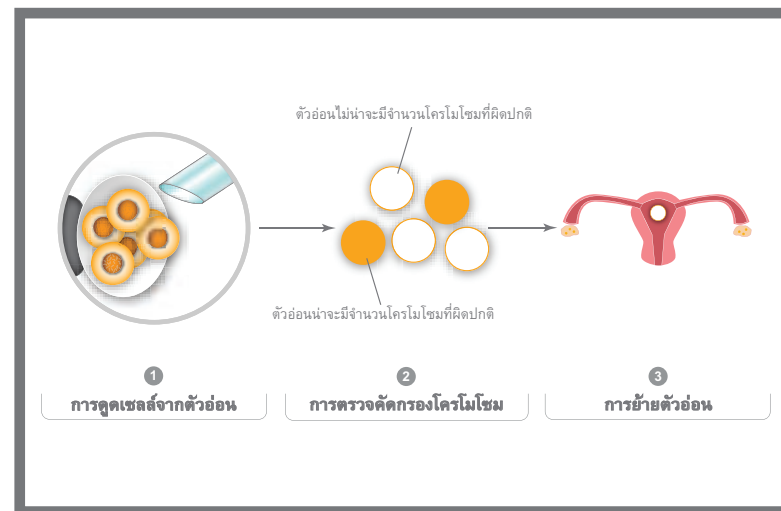 ตัวอ่อนไม่น่าจะมีจำนวนโครโมโซมที่ผิดปกติ
ตัวอ่อนน่าจะมีจำนวนโครโมโซมที่ผิดปกติ
1
การดูดเซลล์จากตัวอ่อน
2
การตรวจคัดกรองโครโมโซม
3
การย้ายตัวอ่อน